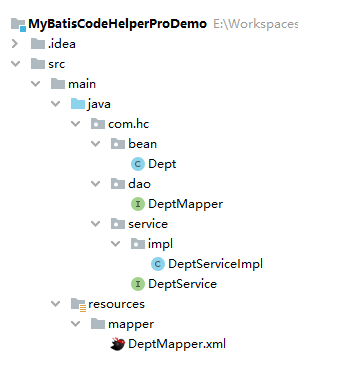 MyBatisCodeHelperProDemo E:\Workspaces
.idea
src
main
java
com.hc
bean
C Dept
dao
I DeptMapper
service
impl
C DeptServiceImpl
I DeptService
resources
mapper
DeptMapper.xml